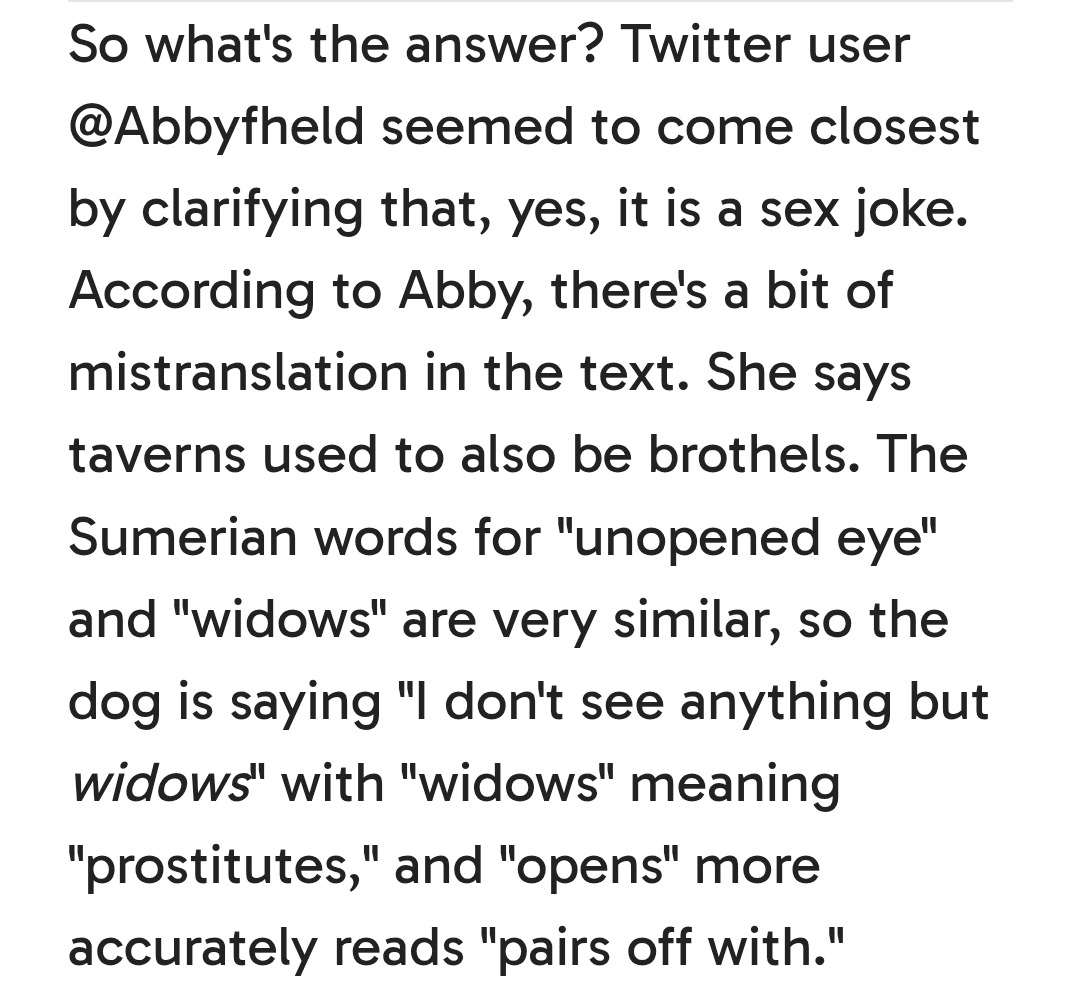 So what's the answer? Twitter user
@Abbyfheld seemed to come closest
by clarifying that, yes, it is a sex joke.
According to Abby, there's a bit of
mistranslation in the text. She says
taverns used to also be brothels. The
Sumerian words for "unopened eye"
and "widows" are very similar, so the
dog is saying "I don't see anything but
widows" with "widows" meaning
"prostitutes," and "opens" more
accurately reads "pairs off with."